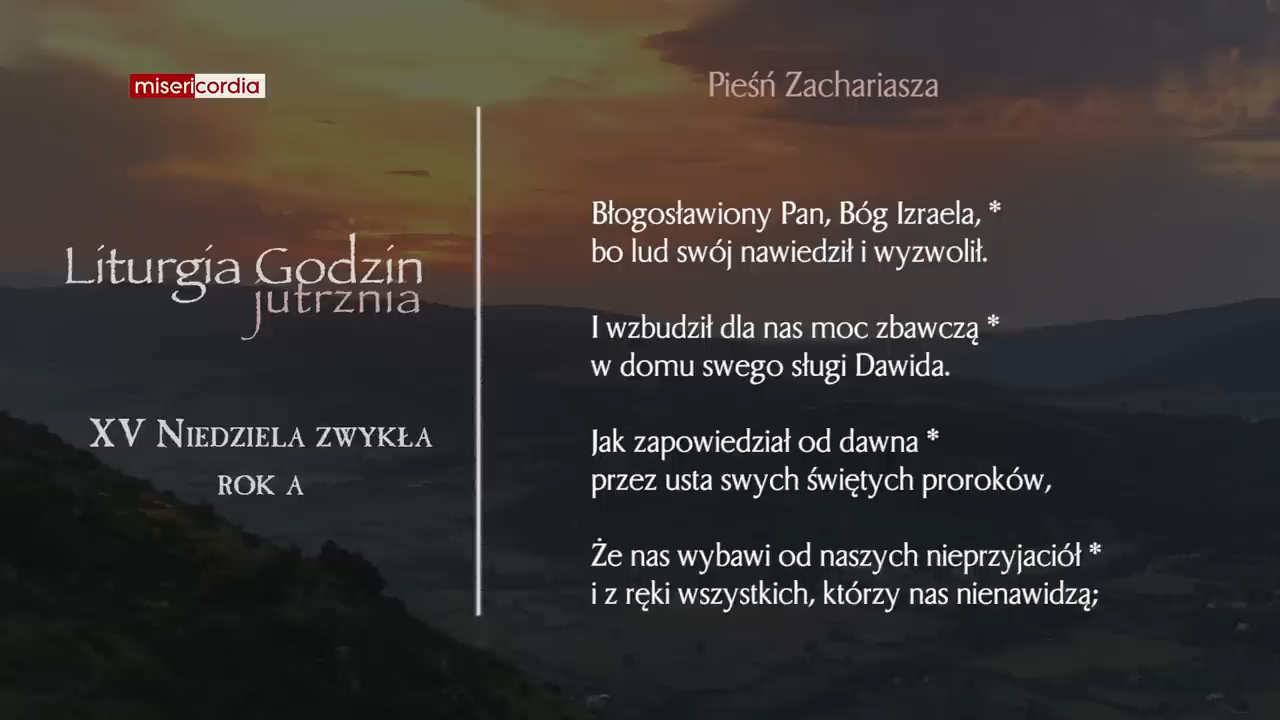 misericordia
Liturgia Godzin
jutrznia
XV Niedziela zwykła
rok A
Pieśń Zachariasza
Błogosławiony Pan, Bóg Izraela, *
bo lud swój nawiedził i wyzwolił.
I wzbudził dla nas moc zbawczą *
w domu swego sługi Dawida.
Jak zapowiedział od dawna *
przez usta swych świętych proroków,
Że nas wybawi od naszych nieprzyjaciół *
i z ręki wszystkich, którzy nas nienawidzą;